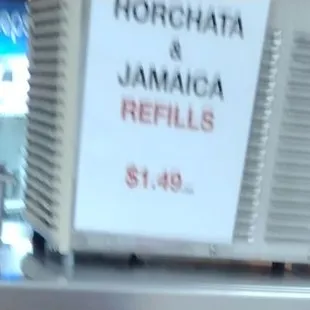 HORCHATA
&
JAMAICA
REFILLS
$1.49